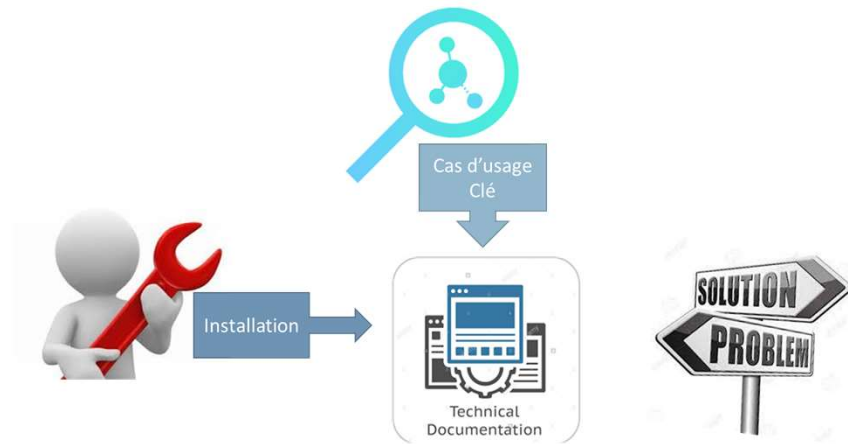 Cas d'usage
Clé
Installation
SOLUTION
PROBLEM
Technical
Documentation